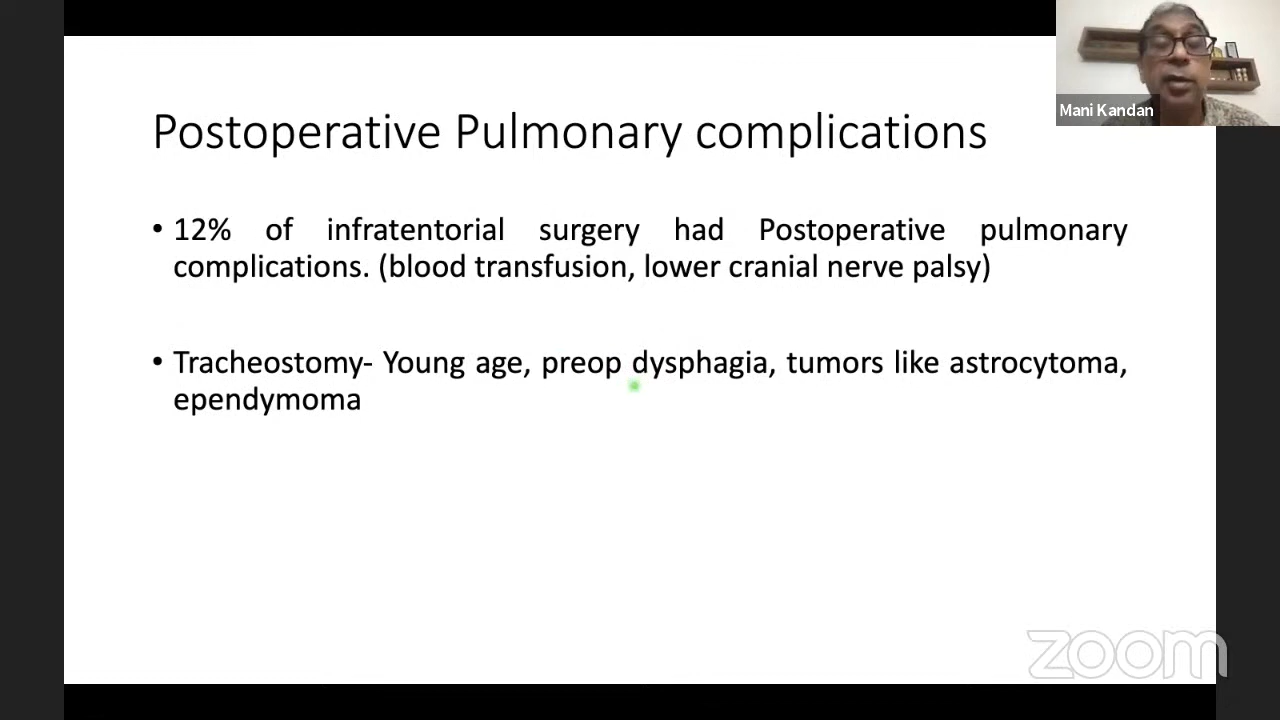 Mani Kandan
Postoperative Pulmonary complications
• 12% of infratentorial surgery had Postoperative pulmonary
complications. (blood transfusion, lower cranial nerve palsy)
• Tracheostomy- Young age, preop dysphagia, tumors like astrocytoma,
ependymoma
zoom